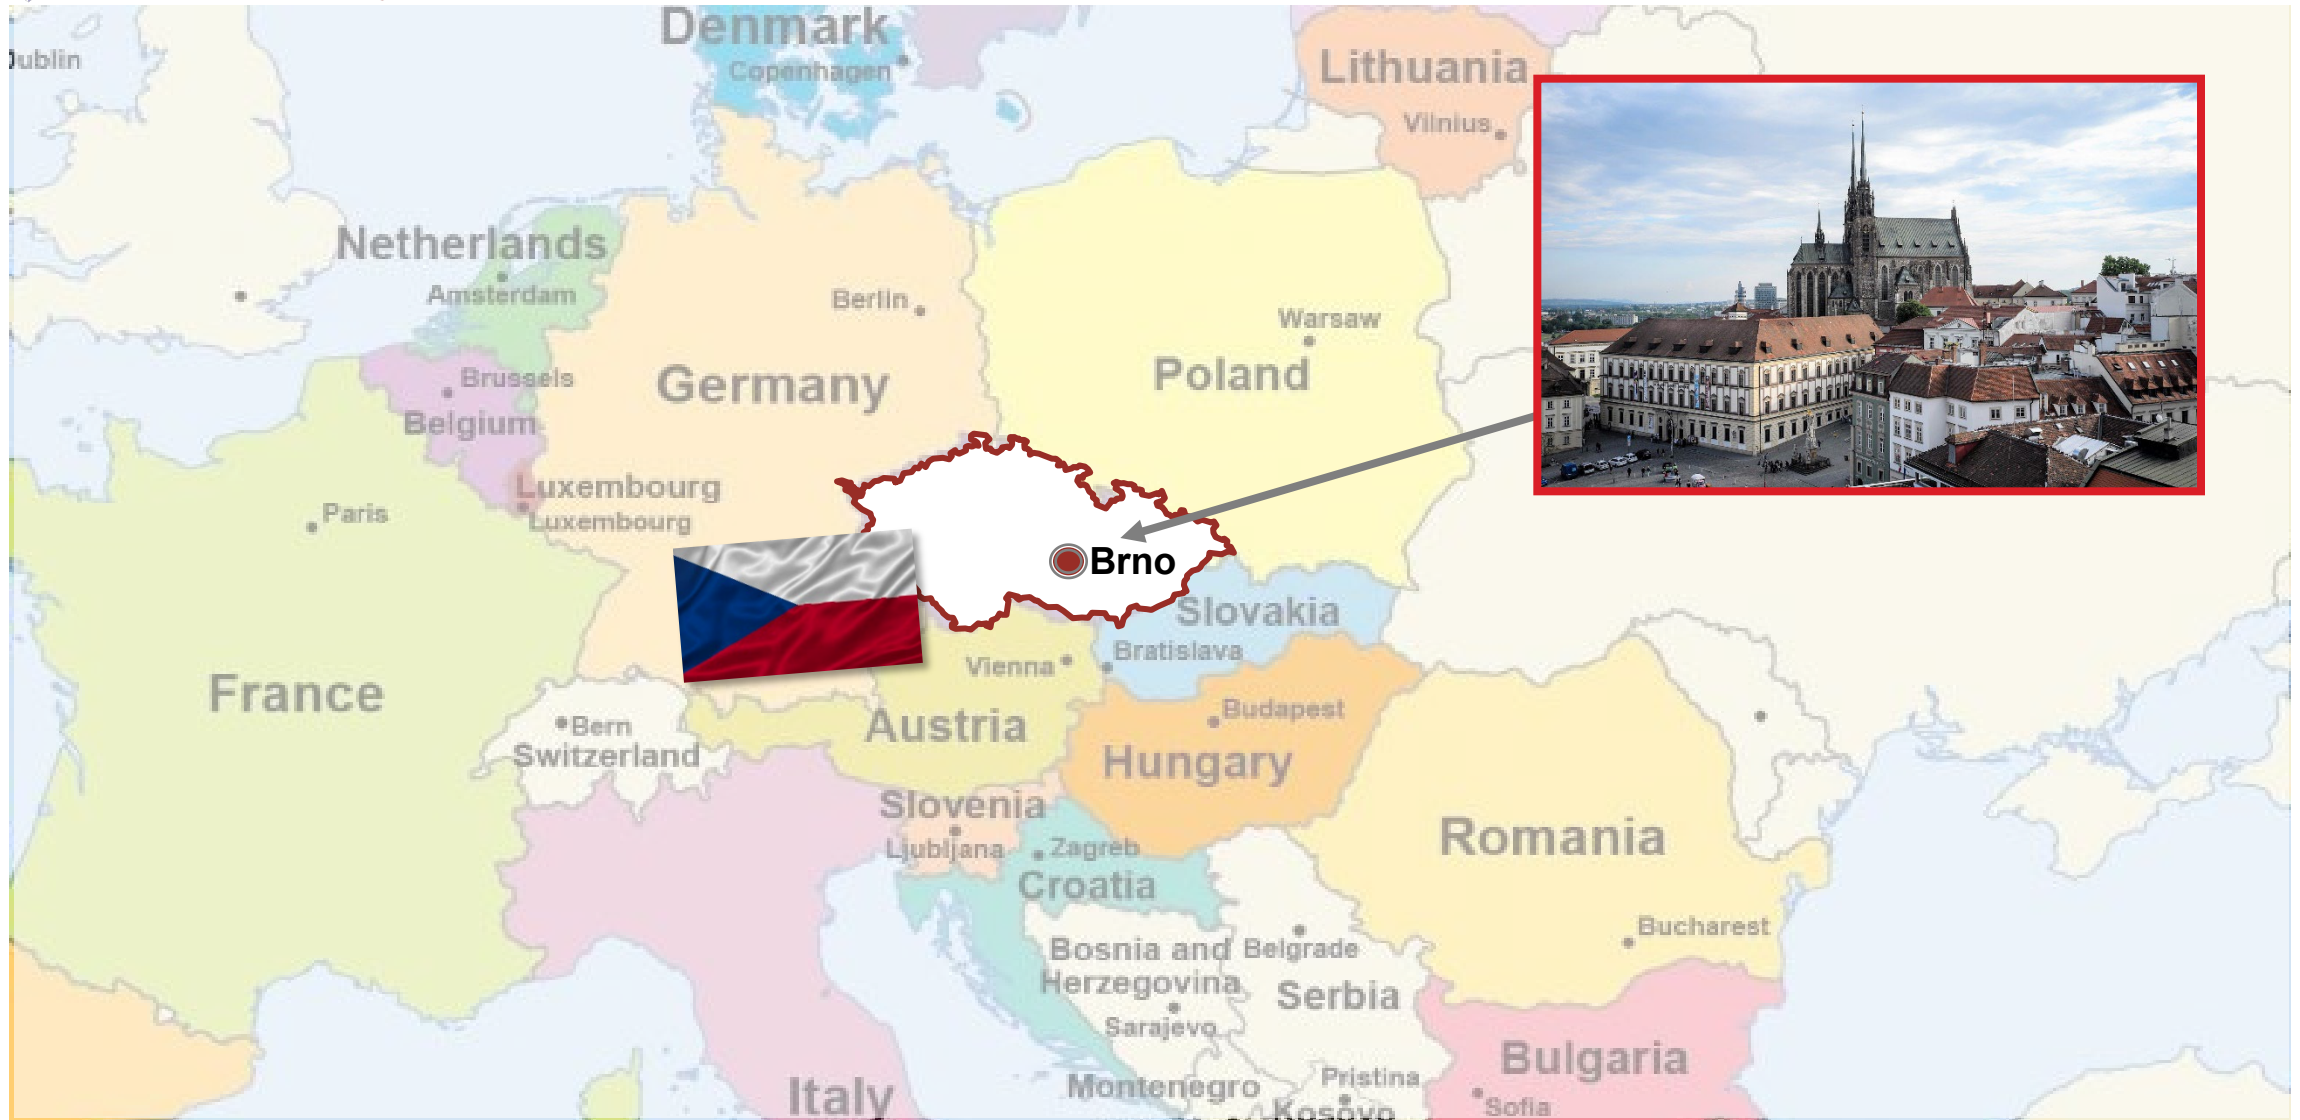 Denmark
Copenhagen
Lithuania
Vilnius
Netherlands
Amsterdam
Berlin
Warsaw
Germany
Poland
Brussels
Belgium
Luxembourg
Luxembourg
Paris
Brno
Slovakia
Bratislava
Vienna
France
Bern
Switzerland
Austria
Budapest
Hungary
Slovenia
Ljubljana
Zagreb
Croatia
Romania
Bucharest
Bosnia and
Herzegovina
Belgrade
Serbia
Sarajevo
Bulgaria
Montenegro
Pristina
Kosovo
Italy
Sofia